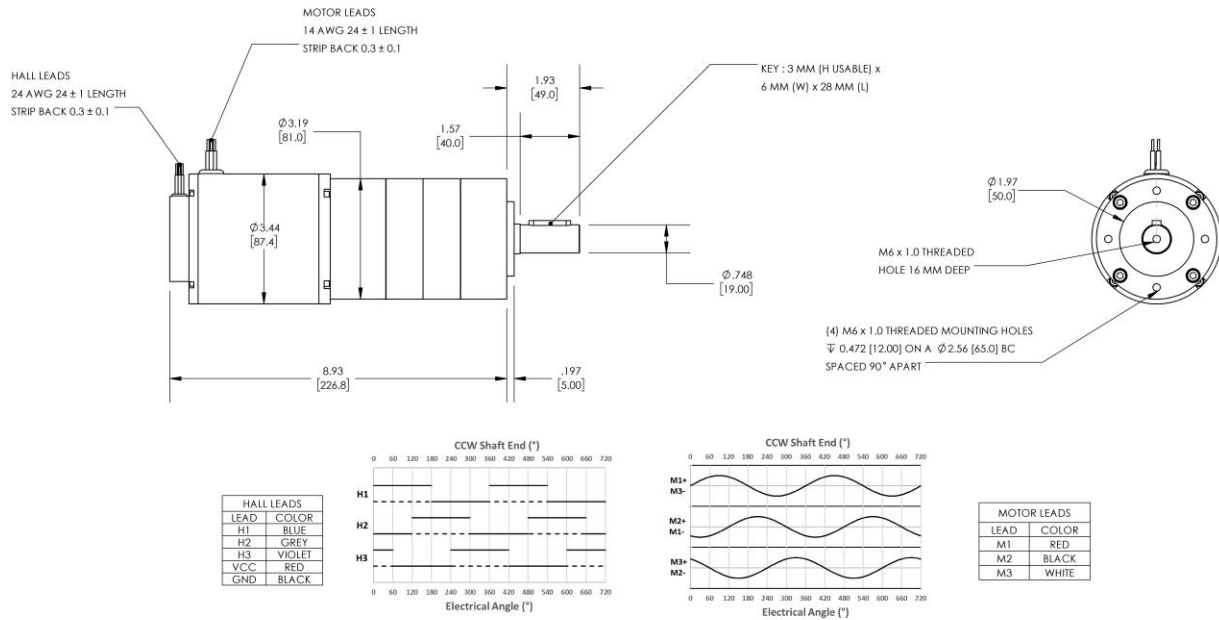 MOTOR LEADS
14 AWG 24 ± 1 LENGTH
STRIP BACK 0.3 ± 0.1
HALL LEADS
24 AWG 24 ± 1 LENGTH
STRIP BACK 0.3 ± 0.1
KEY : 3 MM (H USABLE) x
6 MM (W) x 28 MM (L)
1.93
[49.0]
1.57
[40.0]
Ø3.19
[81.0]
Ø3.44
[87.4]
Ø.748
[19.00]
8.93
[226.8]
.197
[5.00]
Ø1.97
[50.0]
M6 x 1.0 THREADED
HOLE 16 MM DEEP
(4) M6 x 1.0 THREADED MOUNTING HOLES
↧ 0.472 [12.00] ON A Ø2.56 [65.0] BC
SPACED 90° APART
HALL LEADS
LEAD COLOR
H1 BLUE
H2 GREY
H3 VIOLET
VCC RED
GND BLACK
CCW Shaft End (°)
0 60 120 180 240 300 360 420 480 540 600 660 720
H1
H2
H3
0 60 120 180 240 300 360 420 480 540 600 660 720
Electrical Angle (°)
CCW Shaft End (°)
0 60 120 180 240 300 360 420 480 540 600 660 720
M1+
M3-
M2+
M1-
M3+
M2-
0 60 120 180 240 300 360 420 480 540 600 660 720
Electrical Angle (°)
MOTOR LEADS
LEAD COLOR
M1 RED
M2 BLACK
M3 WHITE